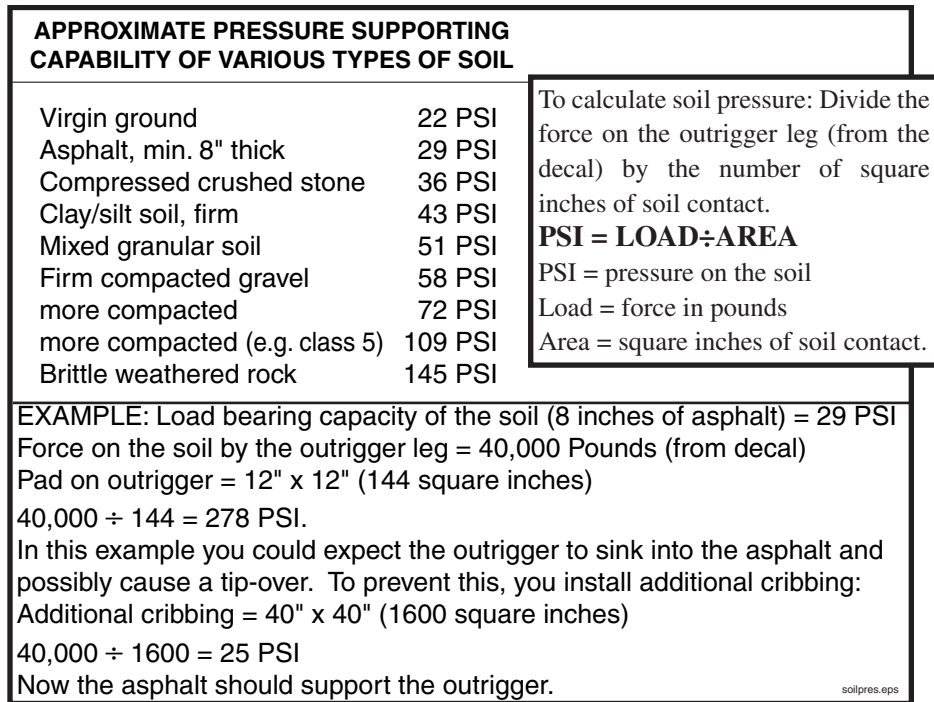 APPROXIMATE PRESSURE SUPPORTING
CAPABILITY OF VARIOUS TYPES OF SOIL
Virgin ground 22 PSI
Asphalt, min. 8" thick 29 PSI
Compressed crushed stone 36 PSI
Clay/silt soil, firm 43 PSI
Mixed granular soil 51 PSI
Firm compacted gravel 58 PSI
more compacted 72 PSI
more compacted (e.g. class 5) 109 PSI
Brittle weathered rock 145 PSI
To calculate soil pressure: Divide the
force on the outrigger leg (from the
decal) by the number of square
inches of soil contact.
PSI = LOAD÷AREA
PSI = pressure on the soil
Load = force in pounds
Area = square inches of soil contact.
EXAMPLE: Load bearing capacity of the soil (8 inches of asphalt) = 29 PSI
Force on the soil by the outrigger leg = 40,000 Pounds (from decal)
Pad on outrigger = 12" x 12" (144 square inches)
40,000 ÷ 144 = 278 PSI.
In this example you could expect the outrigger to sink into the asphalt and
possibly cause a tip-over. To prevent this, you install additional cribbing:
Additional cribbing = 40" x 40" (1600 square inches)
40,000 ÷ 1600 = 25 PSI
Now the asphalt should support the outrigger.
soilpres.eps